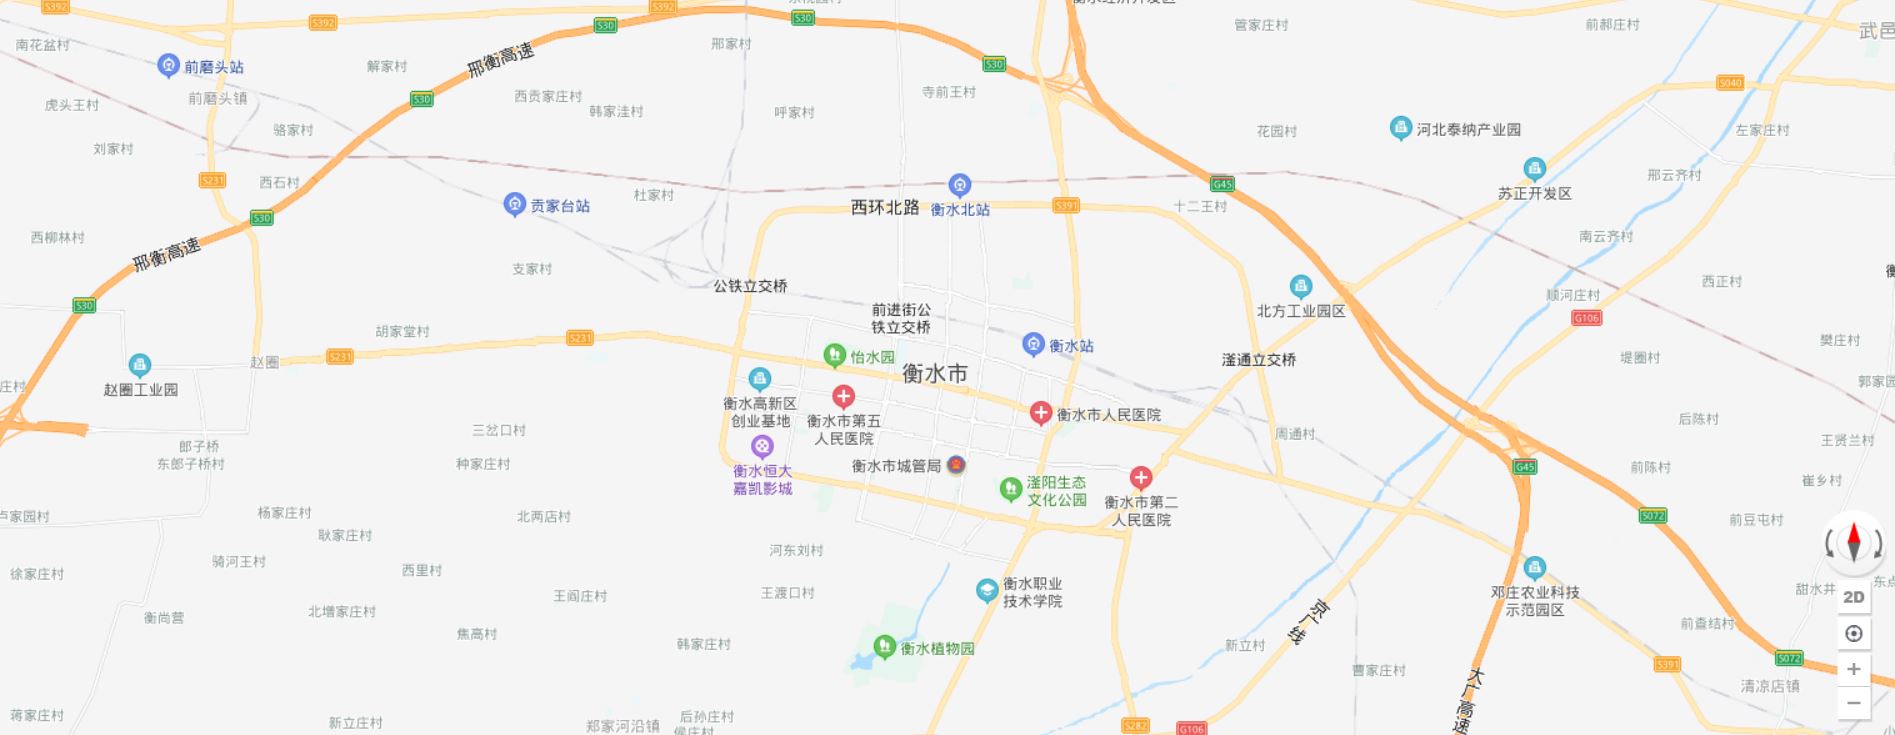 S392
S392
S392
S30
S30
衡水经济开发区
管家庄村
前郝庄村
武邑
南花盆村
邢衡高速
邢家村
前磨头站
解家村
S30
S040
前磨头镇
S30
西贡家庄村
寺前王村
虎头王村
韩家洼村
呼家村
骆家村
花园村
河北泰纳产业园
左家庄村
刘家村
S231
西石村
杜家村
G45
苏正开发区
邢云齐村
贡家台站
西环北路
衡水北站
S391
十二王村
S30
西柳林村
邢衡高速
南云齐村
支家村
西正村
公铁立交桥
北方工业园区
顺河庄村
S30
前进街公
铁立交桥
G106
胡家堂村
S231
S231
衡水站
樊庄村
赵圈
怡水园
滏通立交桥
堤圈村
赵圈工业园
衡水市
庄村
郭家
衡水高新区
创业基地
衡水市第五
人民医院
衡水市人民医院
后陈村
三岔口村
周通村
王贤兰村
郎子桥
东郎子桥村
种家庄村
衡水恒大
嘉凯影城
衡水市城管局
G45
前陈村
滏阳生态
文化公园
崔乡村
卢家园村
杨家庄村
北两店村
衡水市第二
人民医院
S072
前豆屯村
耿家庄村
河东刘村
骑河王村
西里村
徐家庄村
衡水职业
技术学院
邓庄农业科技
示范园区
甜水井
东点
王阎庄村
王渡口村
2D
衡尚营
北增家庄村
京广线
前查结村
焦高村
韩家庄村
衡水植物园
新立村
曹家庄村
S391
S072
大广高速
清凉店镇
蒋家庄村
新立庄村
郑家河沿镇
后孙庄村
侯庄村
S282
G106